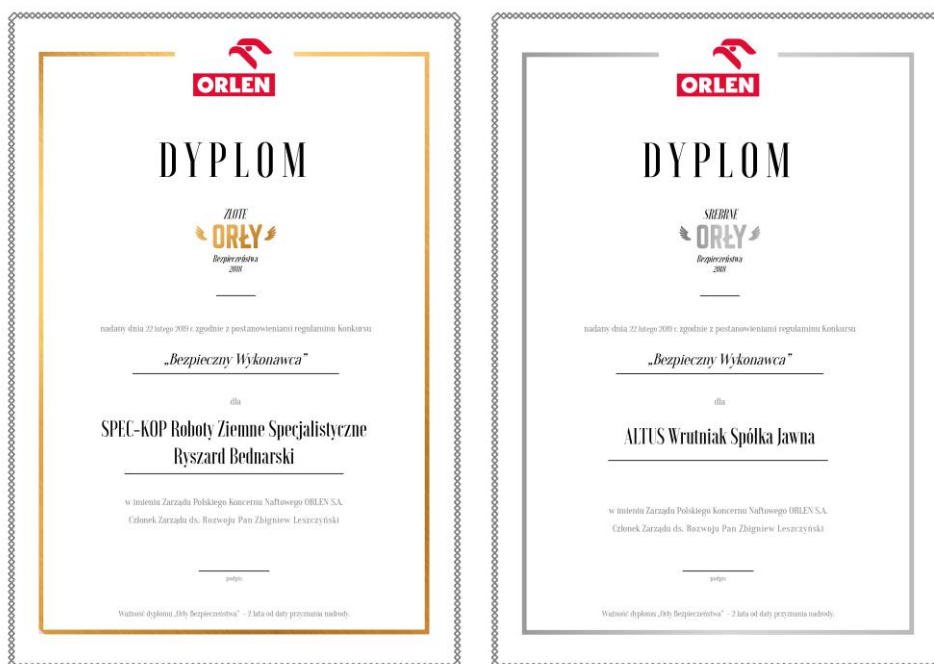 ORLEN
DYPLOM
ZŁOTE
ORŁY
Bezpieczeństwa
2018
nadany dnia 22 lutego 2019 r. zgodnie z postanowieniami regulaminu Konkursu
„Bezpieczny Wykonawca”
dla
SPEC-KOP Roboty Ziemne Specjalistyczne
Ryszard Bednarski
w imieniu Zarządu Polskiego Koncernu Naftowego ORLEN S.A.
Członek Zarządu ds. Rozwoju Pan Zbigniew Leszczyński
podpis
Ważność dyplomu „Orły Bezpieczeństwa” – 2 lata od daty przyznania nadrody.
ORLEN
DYPLOM
SREBRNE
ORŁY
Bezpieczeństwa
2018
nadany dnia 22 lutego 2019 r. zgodnie z postanowieniami regulaminu Konkursu
„Bezpieczny Wykonawca”
dla
ALTUS Wrutniak Spółka Jawna
w imieniu Zarządu Polskiego Koncernu Naftowego ORLEN S.A.
Członek Zarządu ds. Rozwoju Pan Zbigniew Leszczyński
podpis
Ważność dyplomu „Orły Bezpieczeństwa” – 2 lata od daty przyznania nadrody.